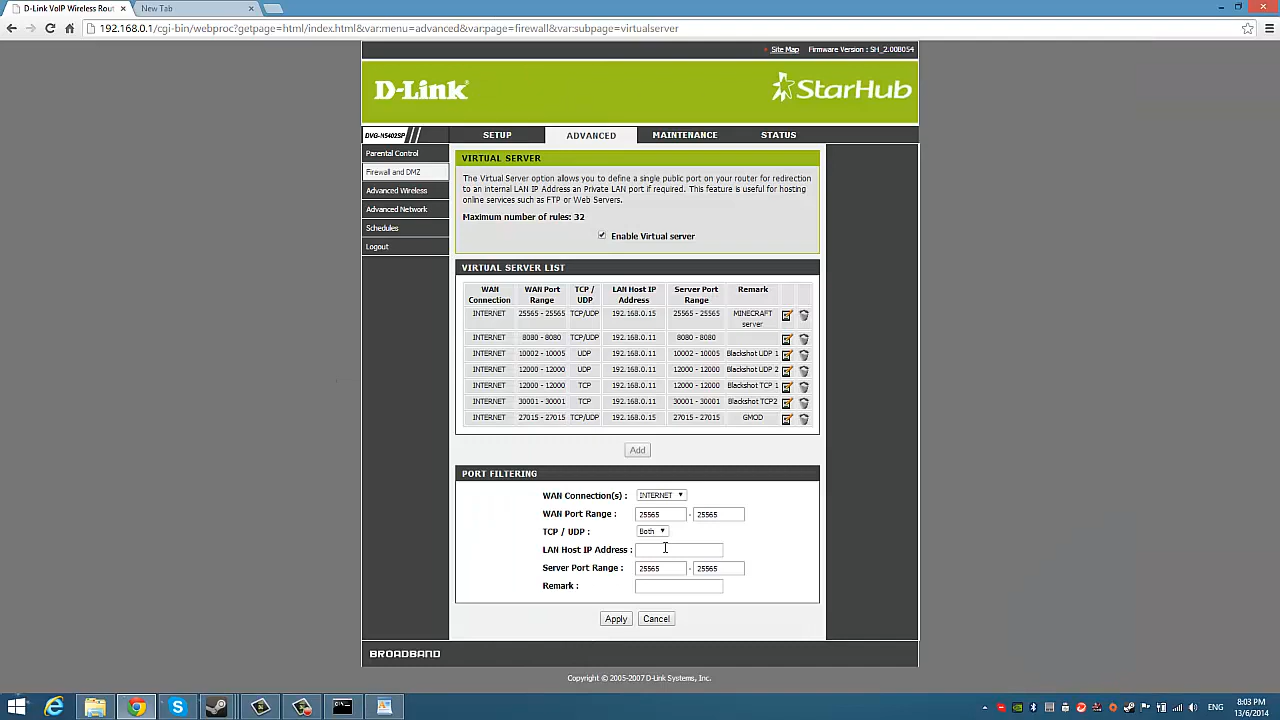 D-Link VoIP Wireless Rout
New Tab
192.168.0.1/cgi-bin/webproc?getpage=html/index.html&var:menu=advanced&var:page=firewall&var:subpage=virtualserver
Site Map Firmware Version : SH_2.00B054
D-Link StarHub
DVG-N5402SP SETUP ADVANCED MAINTENANCE STATUS
Parental Control
Firewall and DMZ
Advanced Wireless
Advanced Network
Schedules
Logout
VIRTUAL SERVER
The Virtual Server option allows you to define a single public port on your router for redirection
to an internal LAN IP Address an Private LAN port if required. This feature is useful for hosting
online services such as FTP or Web Servers.
Maximum number of rules: 32
Enable Virtual server
VIRTUAL SERVER LIST
WAN Connection WAN Port Range TCP / UDP LAN Host IP Address Server Port Range Remark
INTERNET 25565 - 25565 TCP/UDP 192.168.0.15 25565 - 25565 MINECRAFT server
INTERNET 8080 - 8080 TCP/UDP 192.168.0.11 8080 - 8080
INTERNET 10002 - 10005 UDP 192.168.0.11 10002 - 10005 Blackshot UDP 1
INTERNET 12000 - 12000 UDP 192.168.0.11 12000 - 12000 Blackshot UDP 2
INTERNET 12000 - 12000 TCP 192.168.0.11 12000 - 12000 Blackshot TCP 1
INTERNET 30001 - 30001 TCP 192.168.0.11 30001 - 30001 Blackshot TCP2
INTERNET 27015 - 27015 TCP/UDP 192.168.0.15 27015 - 27015 GMOD
Add
PORT FILTERING
WAN Connection(s) : INTERNET
WAN Port Range : 25565 - 25565
TCP / UDP : Both
LAN Host IP Address :
Server Port Range : 25565 - 25565
Remark :
Apply Cancel
BROADBAND
Copyright © 2005-2007 D-Link Systems, Inc.
ENG
8:03 PM
13/6/2014